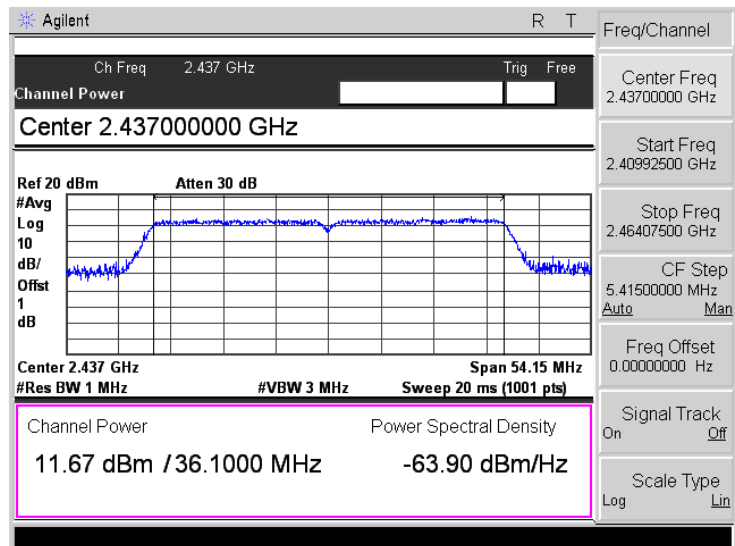 Agilent R T
Ch Freq 2.437 GHz Trig Free
Channel Power
Center 2.437000000 GHz
Ref 20 dBm Atten 30 dB
#Avg
Log
10
dB/
Offst
1
dB
Center 2.437 GHz Span 54.15 MHz
#Res BW 1 MHz #VBW 3 MHz Sweep 20 ms (1001 pts)
Channel Power Power Spectral Density
11.67 dBm / 36.1000 MHz -63.90 dBm/Hz
Freq/Channel
Center Freq
2.43700000 GHz
Start Freq
2.40992500 GHz
Stop Freq
2.46407500 GHz
CF Step
5.41500000 MHz
Auto Man
Freq Offset
0.00000000 Hz
Signal Track
On Off
Scale Type
Log Lin